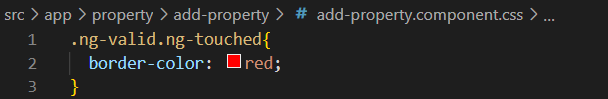 src > app > property > add-property > # add-property.component.css > ...
1 .ng-valid.ng-touched{
2 border-color: red;
3 }